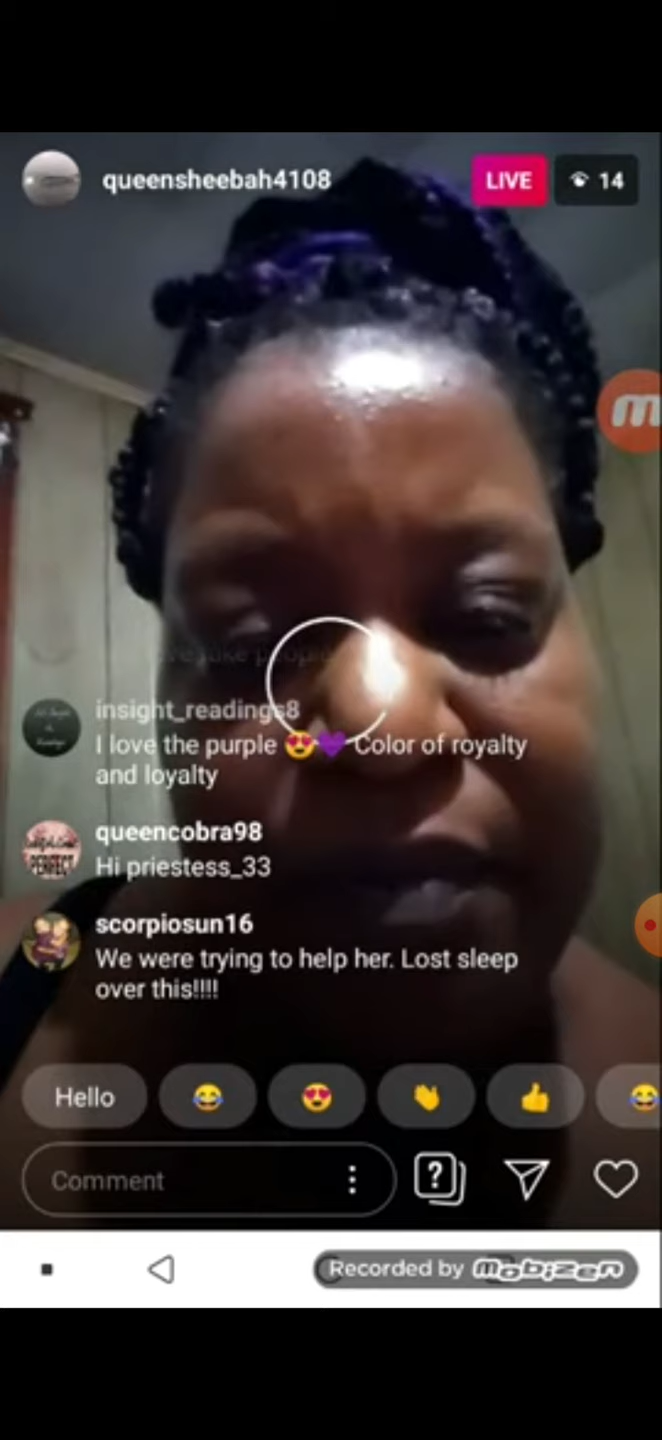 queensheebah4108
LIVE
14
insight_readings8
I love the purple 😍💜 Color of royalty
and loyalty
queencobra98
Hi priestess_33
scorpiosun16
We were trying to help her. Lost sleep
over this!!!!
Hello
Comment
Recorded by mobizen